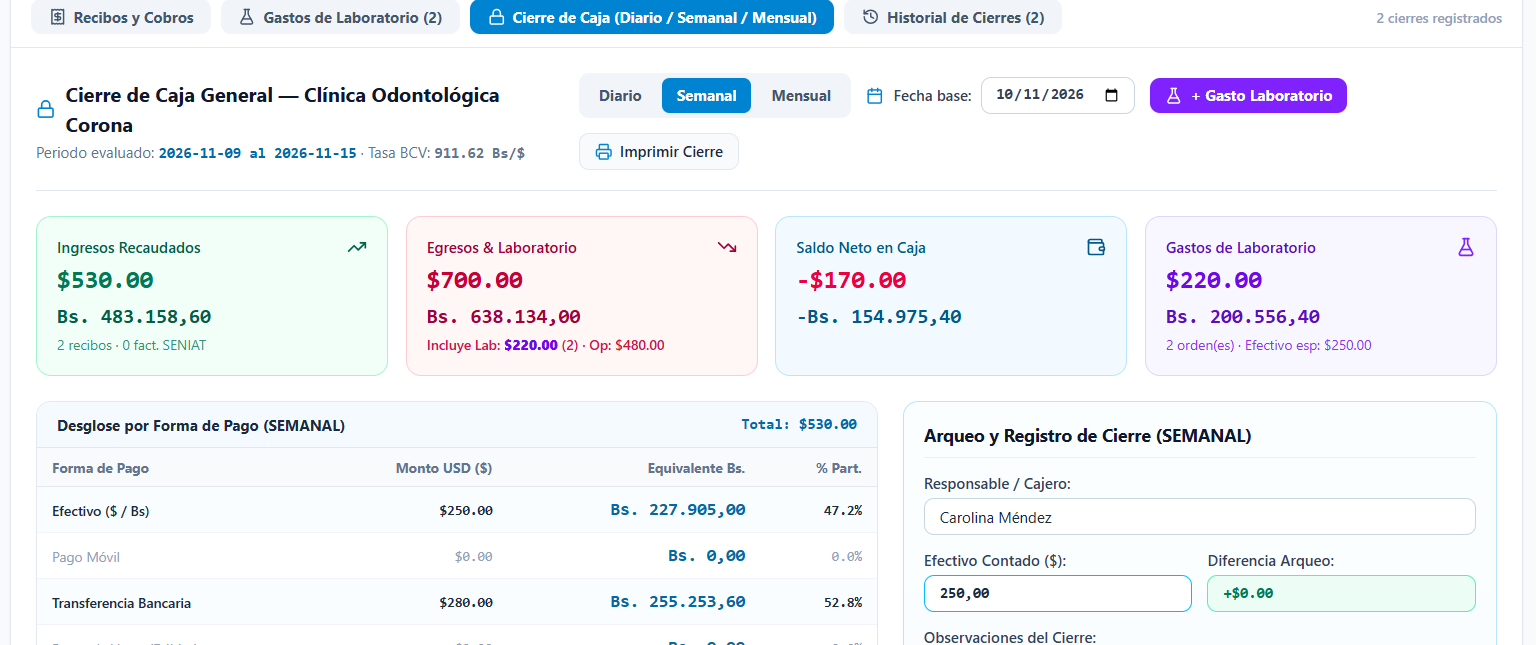 Recibos y Cobros
Gastos de Laboratorio (2)
Cierre de Caja (Diario / Semanal / Mensual)
Historial de Cierres (2)
2 cierres registrados
Cierre de Caja General — Clínica Odontológica
Corona
Periodo evaluado: 2026-11-09 al 2026-11-15 · Tasa BCV: 911.62 Bs/$
Diario
Semanal
Mensual
Fecha base:
10/11/2026
+ Gasto Laboratorio
Imprimir Cierre
Ingresos Recaudados
$530.00
Bs. 483.158,60
2 recibos · 0 fact. SENIAT
Egresos & Laboratorio
$700.00
Bs. 638.134,00
Incluye Lab: $220.00 (2) · Op: $480.00
Saldo Neto en Caja
-$170.00
-Bs. 154.975,40
Gastos de Laboratorio
$220.00
Bs. 200.556,40
2 orden(es) · Efectivo esp: $250.00
Desglose por Forma de Pago (SEMANAL)
Total: $530.00
Forma de Pago Monto USD ($) Equivalente Bs. % Part.
Efectivo ($ / Bs) $250.00 Bs. 227.905,00 47.2%
Pago Móvil $0.00 Bs. 0,00 0.0%
Transferencia Bancaria $280.00 Bs. 255.253,60 52.8%
Arqueo y Registro de Cierre (SEMANAL)
Responsable / Cajero:
Carolina Méndez
Efectivo Contado ($):
250,00
Diferencia Arqueo:
+$0.00
Observaciones del Cierre: